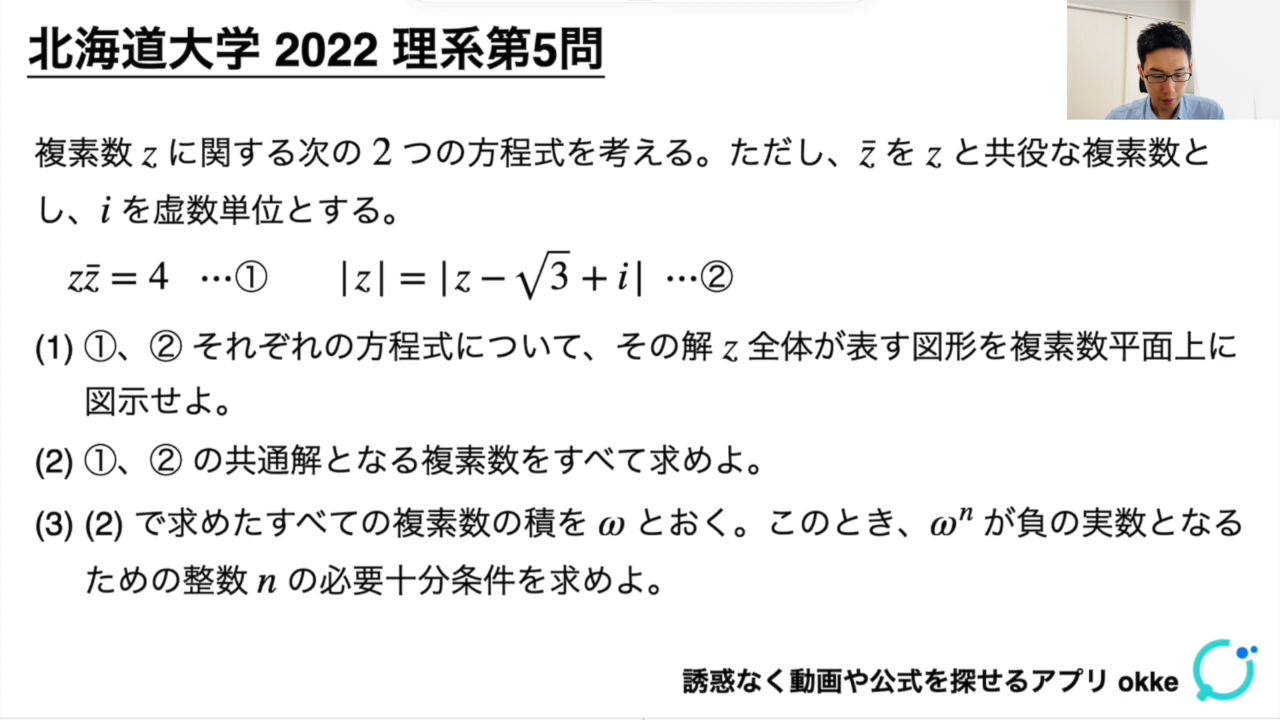 北海道大学 2022 理系第5問
複素数 z に関する次の 2 つの方程式を考える。ただし、z̄ を z と共役な複素数と
し、i を虚数単位とする。
zz̄ = 4 …① |z| = |z − √3 + i| …②
(1) ①、② それぞれの方程式について、その解 z 全体が表す図形を複素数平面上に
図示せよ。
(2) ①、② の共通解となる複素数をすべて求めよ。
(3) (2) で求めたすべての複素数の積を ω とおく。このとき、ωⁿ が負の実数となる
ための整数 n の必要十分条件を求めよ。
誘惑なく動画や公式を探せるアプリ okke